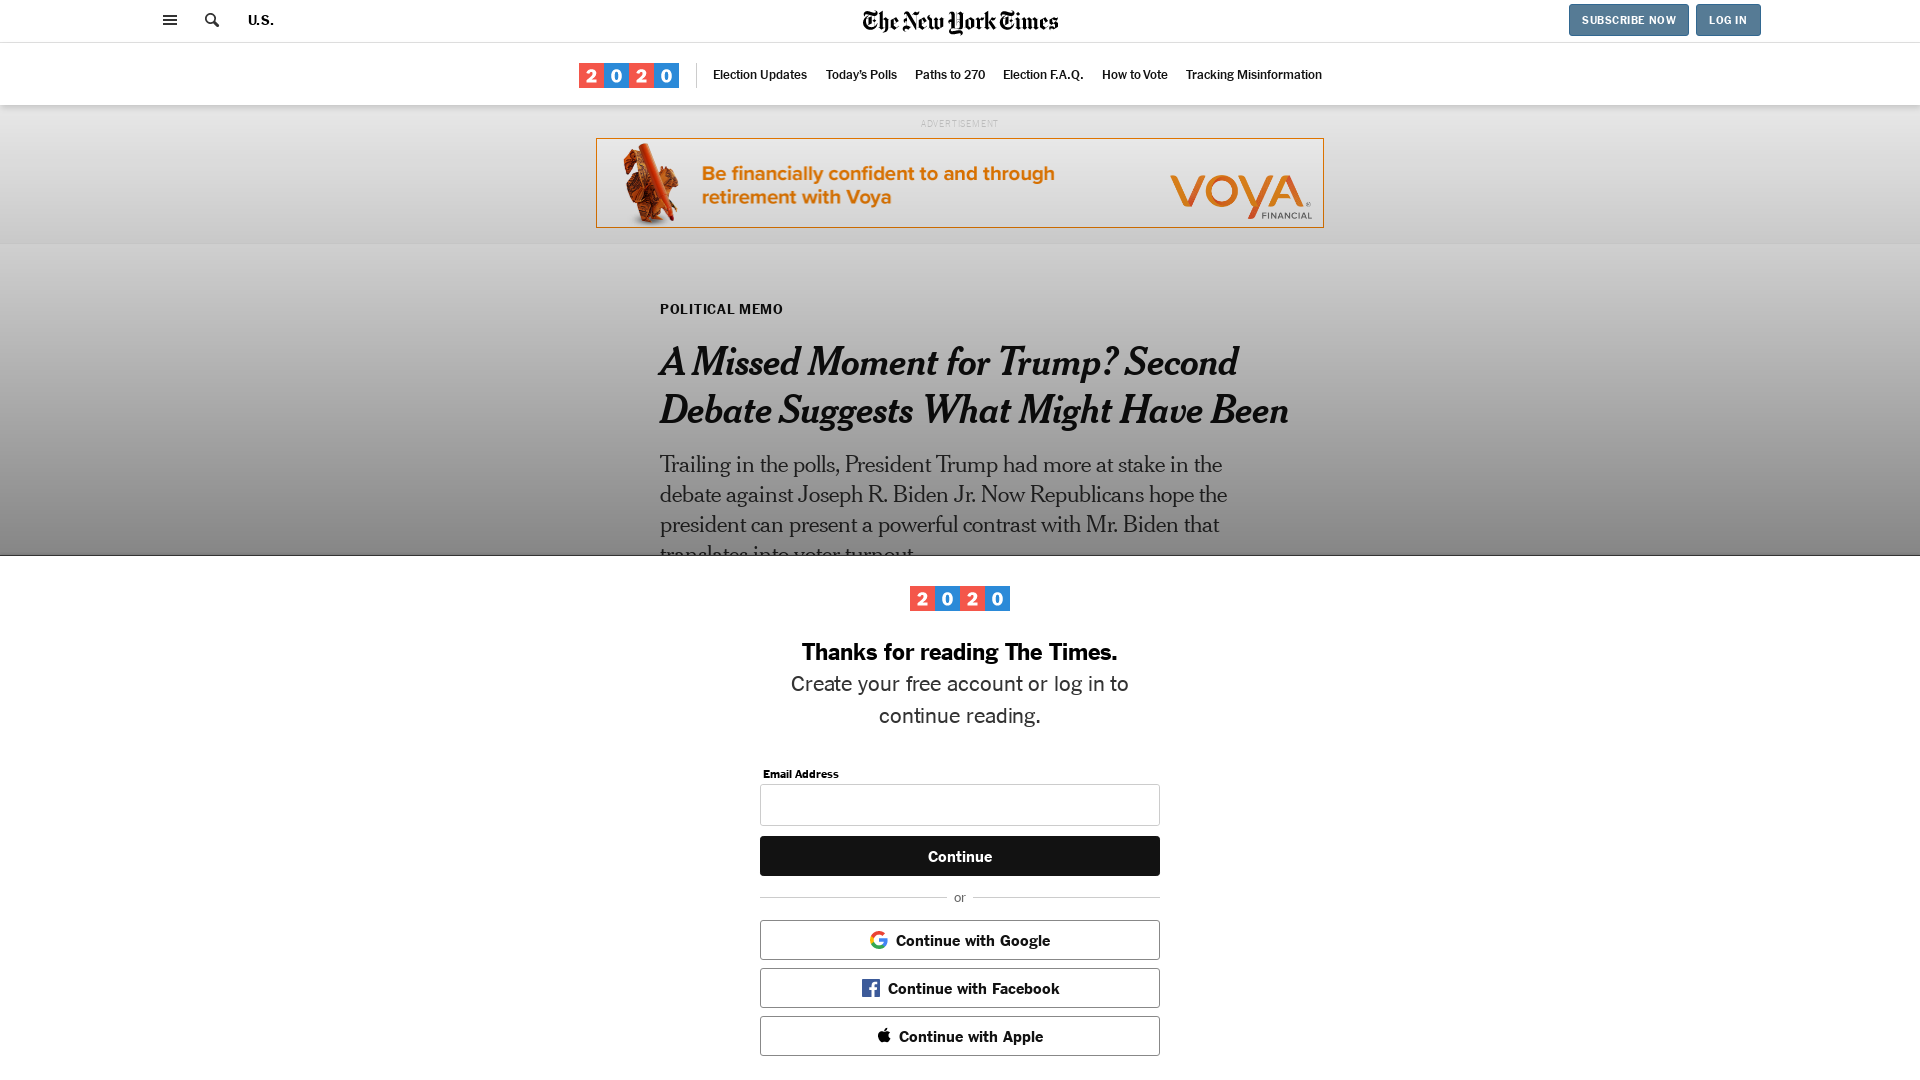 U.S.
The New York Times
SUBSCRIBE NOW
LOG IN
2020
Election Updates
Today's Polls
Paths to 270
Election F.A.Q.
How to Vote
Tracking Misinformation
ADVERTISEMENT
Be financially confident to and through
retirement with Voya
VOYA®
FINANCIAL
POLITICAL MEMO
A Missed Moment for Trump? Second
Debate Suggests What Might Have Been
Trailing in the polls, President Trump had more at stake in the
debate against Joseph R. Biden Jr. Now Republicans hope the
president can present a powerful contrast with Mr. Biden that
translates into voter turnout.
2020
Thanks for reading The Times.
Create your free account or log in to
continue reading.
Email Address
Continue
or
Continue with Google
Continue with Facebook
Continue with Apple